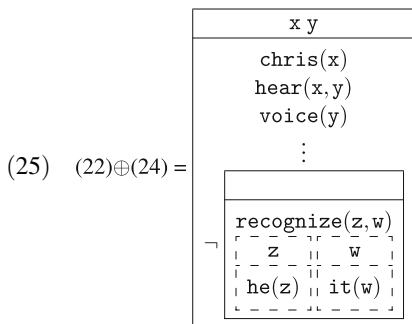 x y
chris(x)
hear(x,y)
voice(y)
⋮
(25) (22)⊕(24) =
¬
recognize(z,w)
z w
he(z) it(w)